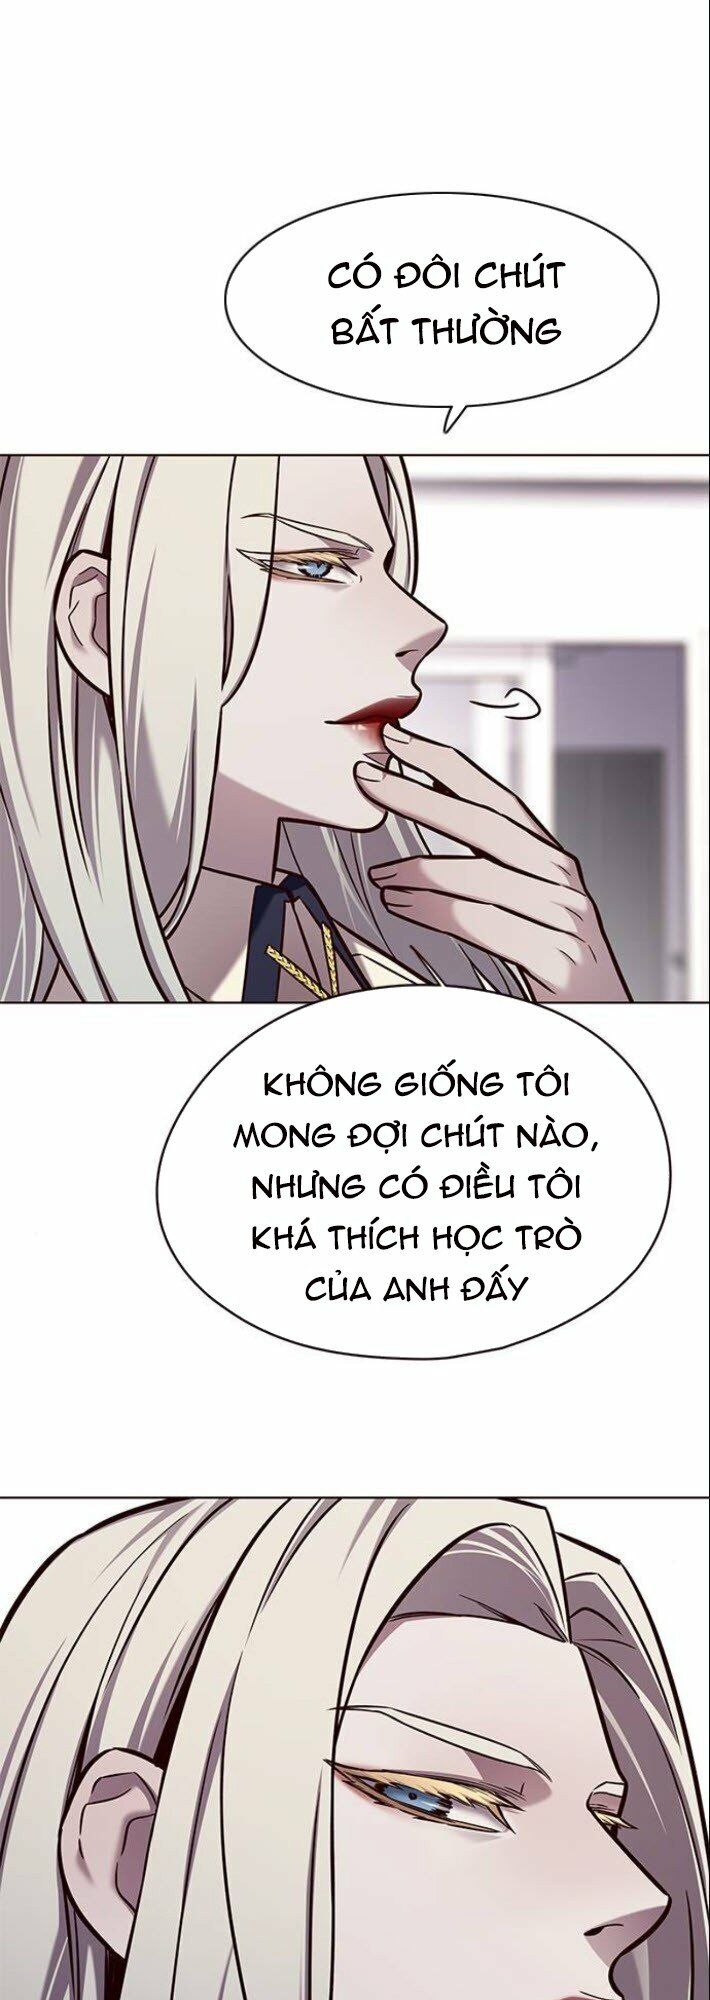 CÓ ĐÔI CHÚT
BẤT THƯỜNG
KHÔNG GIỐNG TÔI
MONG ĐỢI CHÚT NÀO,
NHƯNG CÓ ĐIỀU TÔI
KHÁ THÍCH HỌC TRÒ
CỦA ANH ĐẤY